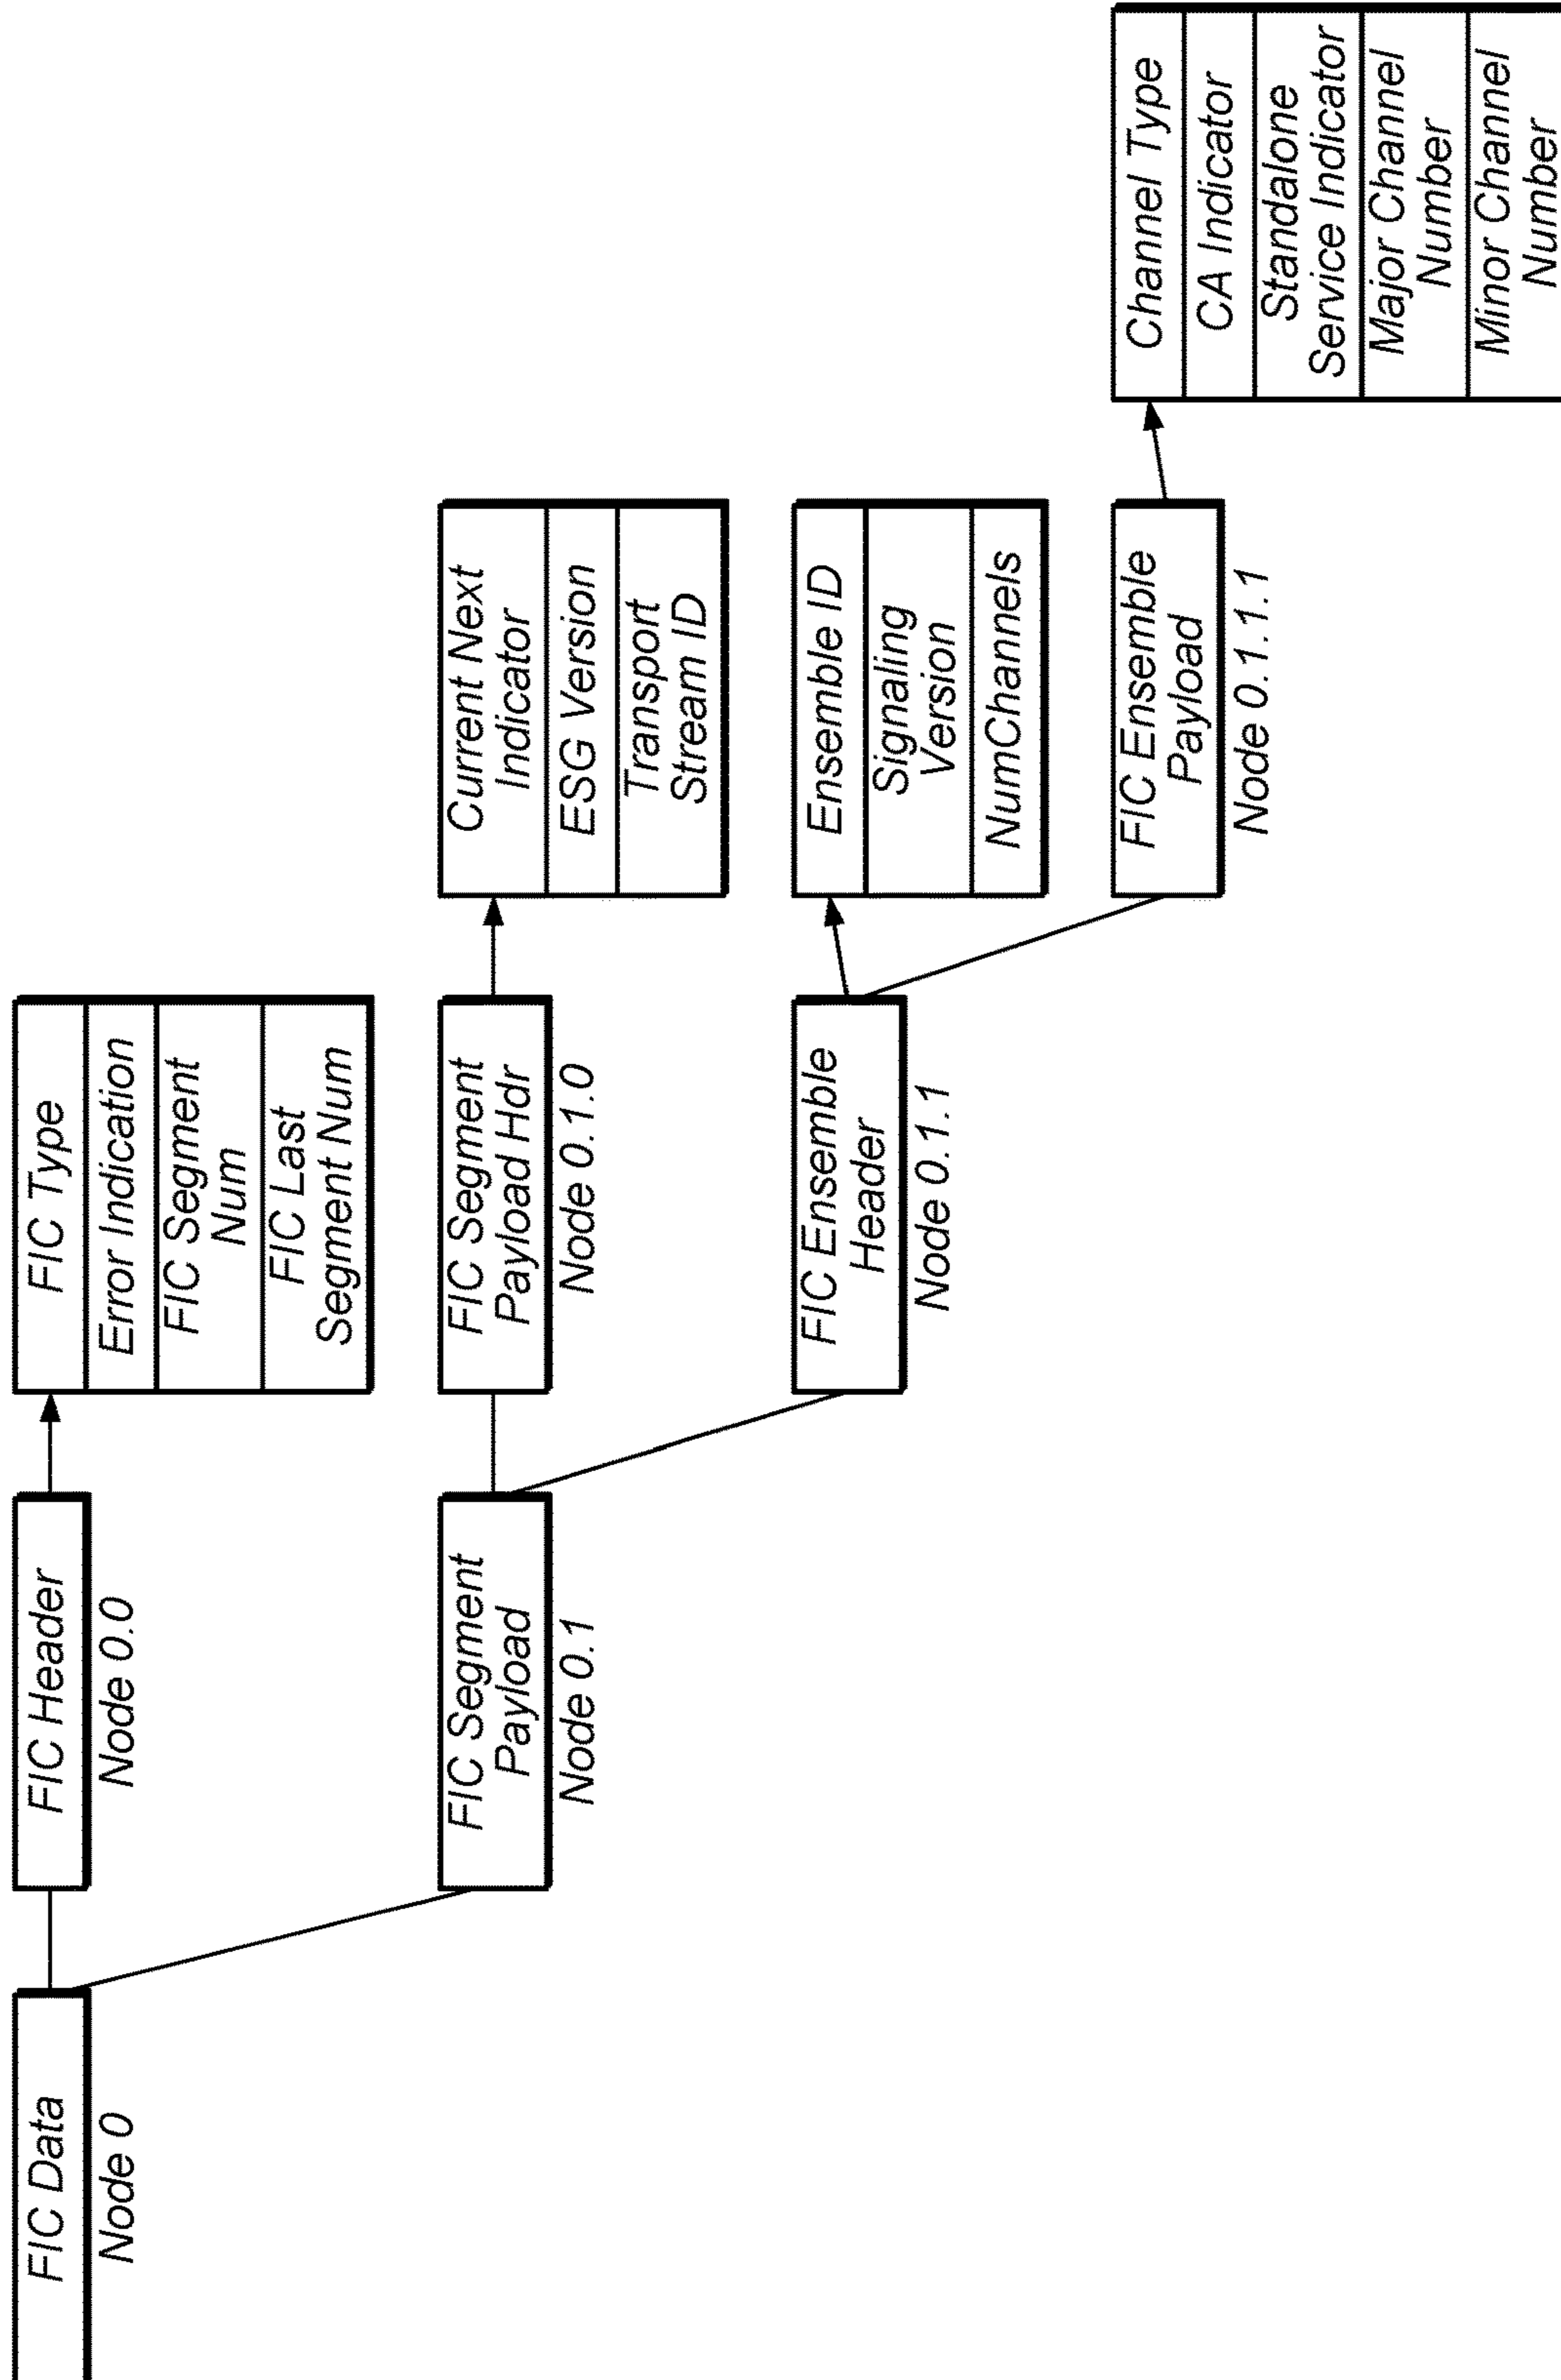 FIC Data
Node 0
FIC Header
Node 0.0
FIC Type
Error Indication
FIC Segment
Num
FIC Last
Segment Num
FIC Segment
Payload
Node 0.1
FIC Segment
Payload Hdr
Node 0.1.0
Current Next
Indicator
ESG Version
Transport
Stream ID
FIC Ensemble
Header
Node 0.1.1
Ensemble ID
Signaling
Version
NumChannels
FIC Ensemble
Payload
Node 0.1.1.1
Channel Type
CA Indicator
Standalone
Service Indicator
Major Channel
Number
Minor Channel
Number